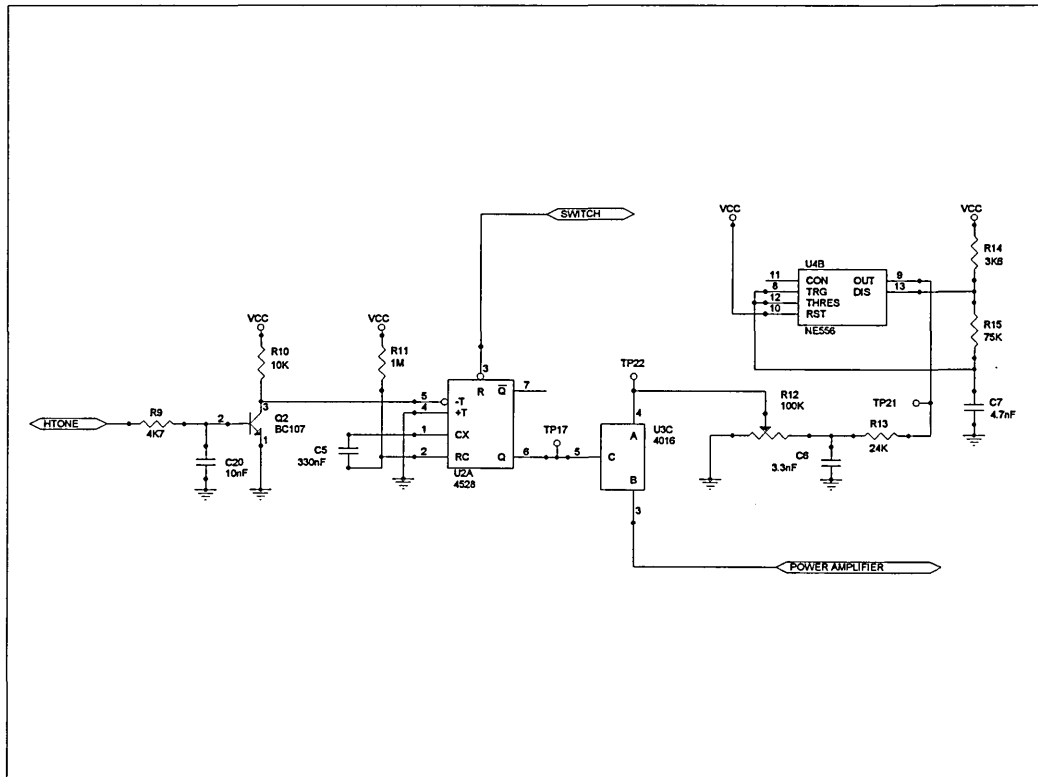 SWITCH
VCC
VCC
R14
3K6
U4B
11
CON
OUT
9
8
TRG
DIS
13
12
THRES
10
RST
NE556
R15
75K
VCC
VCC
R10
10K
R11
1M
3
R
Q
7
TP22
R12
100K
TP21
C7
4.7nF
HTONE
R9
4K7
2
3
Q2
BC107
1
5
-T
4
+T
1
CX
2
RC
Q
6
U2A
4528
C20
10nF
C5
330nF
TP17
5
4
A
C
B
3
U3C
4016
R13
24K
C6
3.3nF
POWER AMPLIFIER